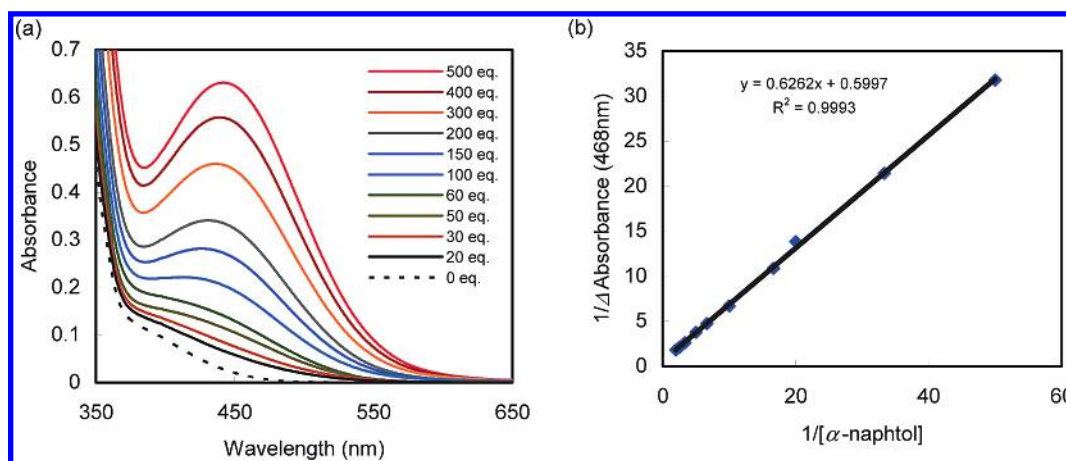 (a)
0.7
0.6
0.5
0.4
0.3
0.2
0.1
0
Absorbance
500 eq.
400 eq.
300 eq.
200 eq.
150 eq.
100 eq.
60 eq.
50 eq.
30 eq.
20 eq.
0 eq.
350
450
550
650
Wavelength (nm)
(b)
35
30
25
20
15
10
5
0
1/ΔAbsorbance (468nm)
y = 0.6262x + 0.5997
R² = 0.9993
0
20
40
60
1/[α-naphtol]